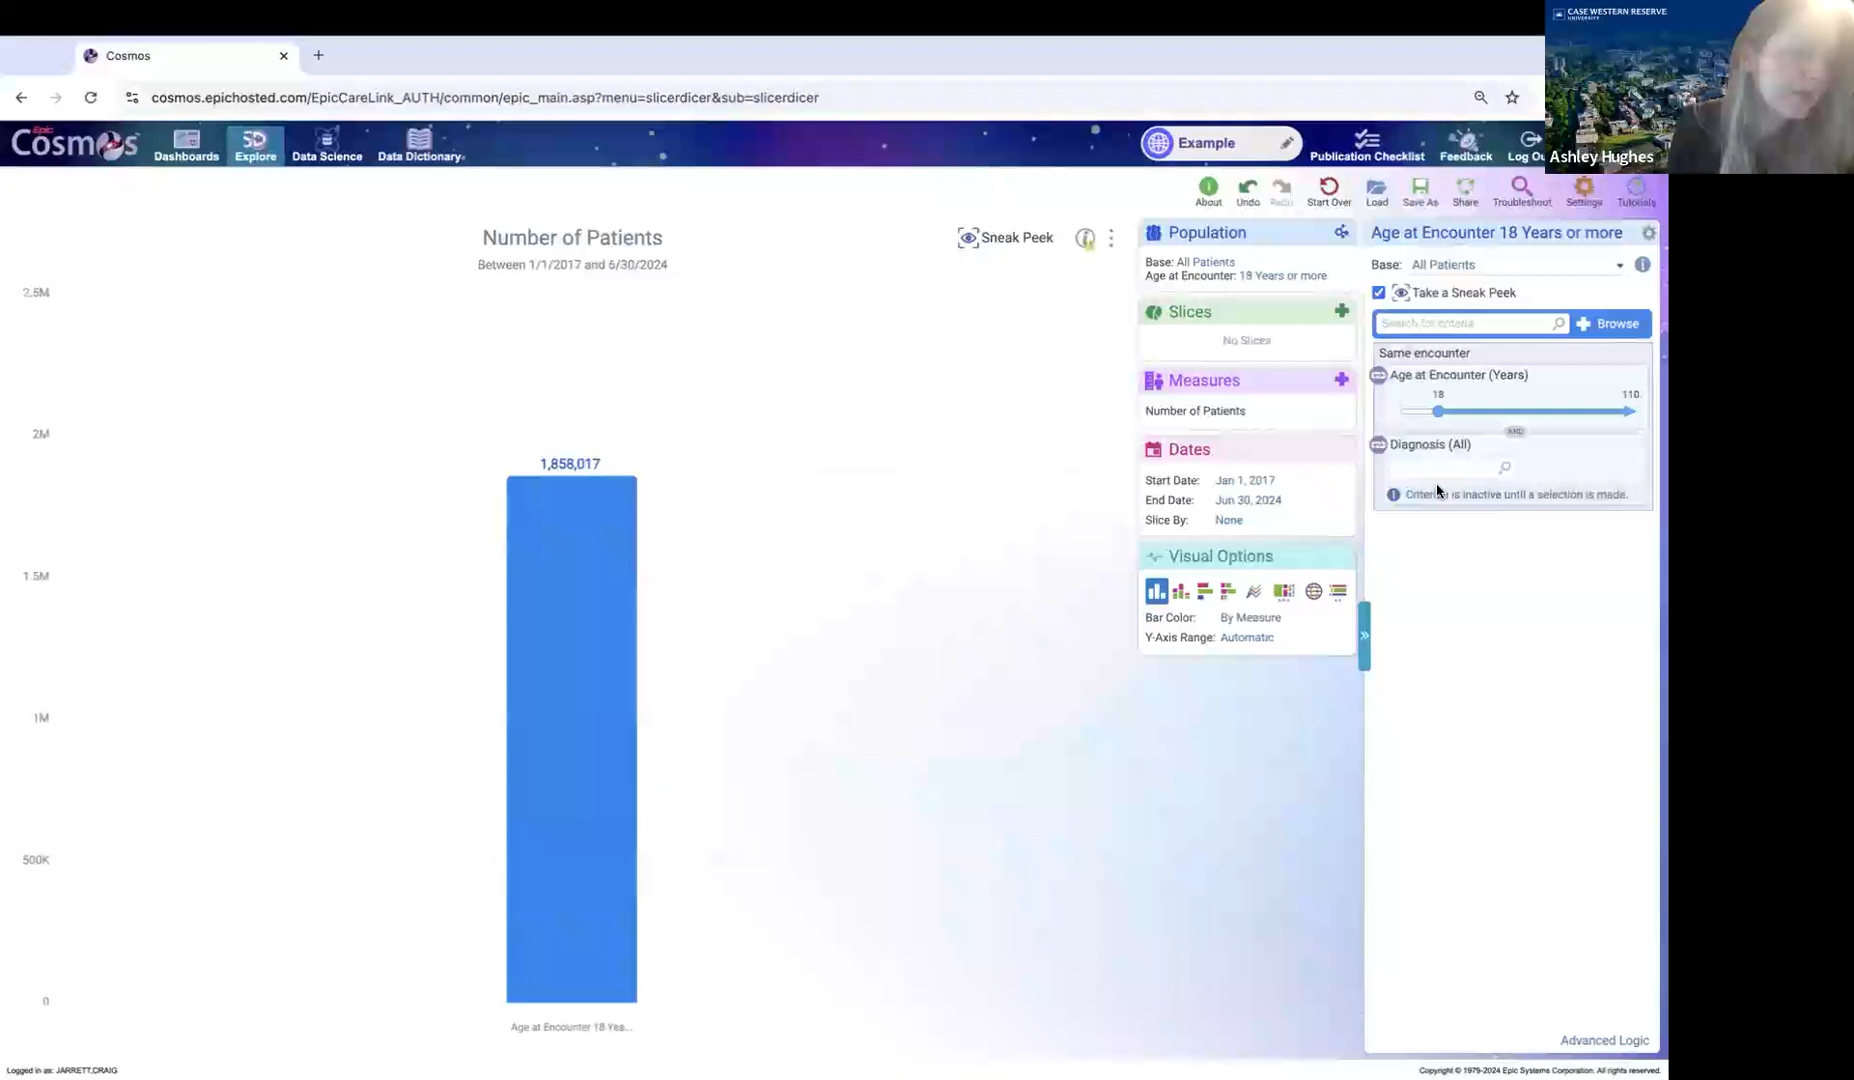 CASE WESTERN RESERVE
UNIVERSITY
Ashley Hughes
Cosmos
cosmos.epichosted.com/EpicCareLink_AUTH/common/epic_main.asp?menu=slicerdicer&sub=slicerdicer
Epic
Cosmos
Dashboards
SD
Explore
Data Science
Data Dictionary
Example
Publication Checklist
Feedback
Log Ou
About
Undo
Redo
Start Over
Load
Save As
Share
Troubleshoot
Settings
Tutorials
Number of Patients
Between 1/1/2017 and 6/30/2024
Sneak Peek
2.5M
2M
1.5M
1M
500K
0
1,858,017
Age at Encounter 18 Yea...
Population
Base: All Patients
Age at Encounter: 18 Years or more
Slices
No Slices
Measures
Number of Patients
Dates
Start Date: Jan 1, 2017
End Date: Jun 30, 2024
Slice By: None
Visual Options
Bar Color: By Measure
Y-Axis Range: Automatic
Age at Encounter 18 Years or more
Base: All Patients
Take a Sneak Peek
Search for criteria
Browse
Same encounter
Age at Encounter (Years)
18 110
AND
Diagnosis (All)
is inactive until a selection is made.
Advanced Logic
Logged in as: JARRETT,CRAIG
Copyright © 1979-2024 Epic Systems Corporation. All rights reserved.